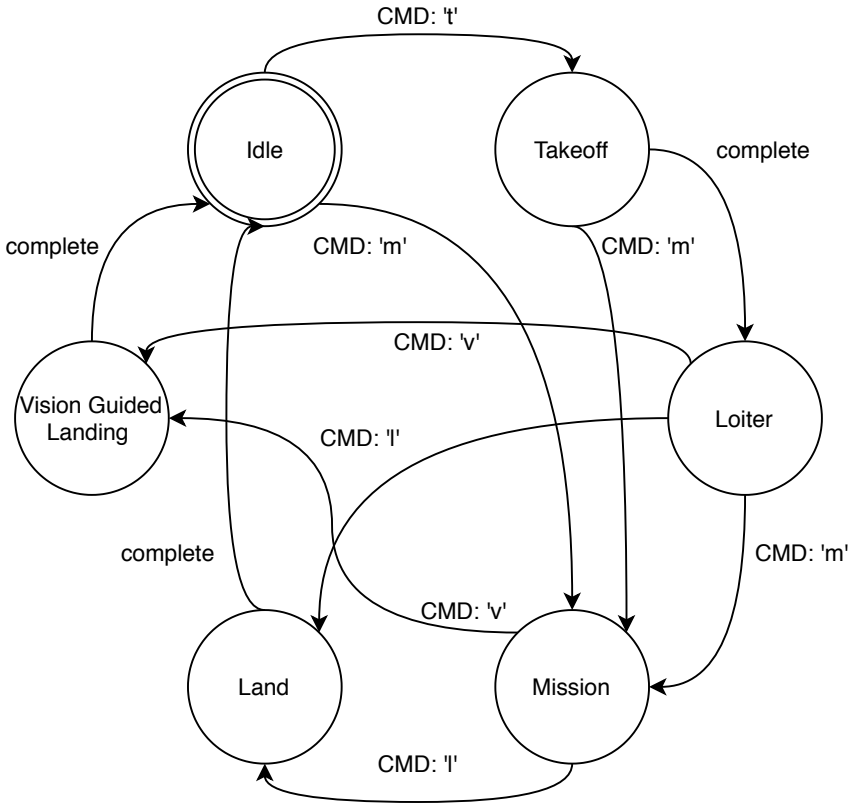 CMD: 't'
Idle
Takeoff
complete
complete
CMD: 'm'
CMD: 'm'
CMD: 'v'
Vision Guided
Landing
Loiter
CMD: 'l'
complete
CMD: 'm'
CMD: 'v'
Land
Mission
CMD: 'l'